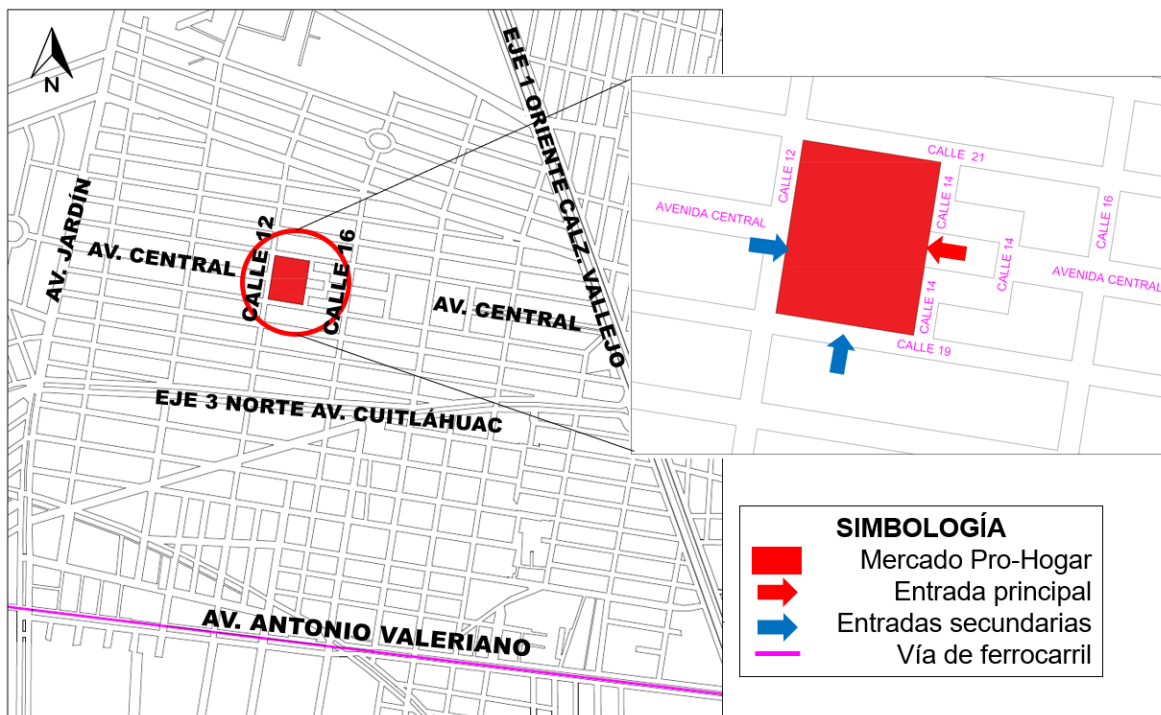 N
EJE 1 ORIENTE CALZ. VALLEJO
AV. JARDÍN
AV. CENTRAL
CALLE 12
CALLE 16
AV. CENTRAL
EJE 3 NORTE AV. CUITLÁHUAC
AV. ANTONIO VALERIANO
CALLE 21
CALLE 12
CALLE 14
CALLE 16
AVENIDA CENTRAL
CALLE 14
AVENIDA CENTRAL
CALLE 14
CALLE 19
SIMBOLOGÍA
Mercado Pro-Hogar
Entrada principal
Entradas secundarias
Vía de ferrocarril